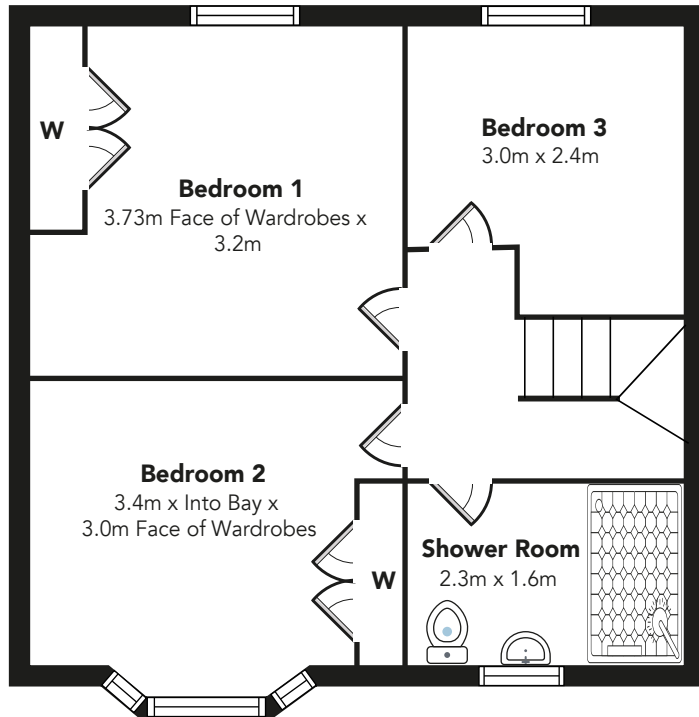 W
Bedroom 1
3.73m Face of Wardrobes x
3.2m
Bedroom 3
3.0m x 2.4m
Bedroom 2
3.4m x Into Bay x
3.0m Face of Wardrobes
W
Shower Room
2.3m x 1.6m